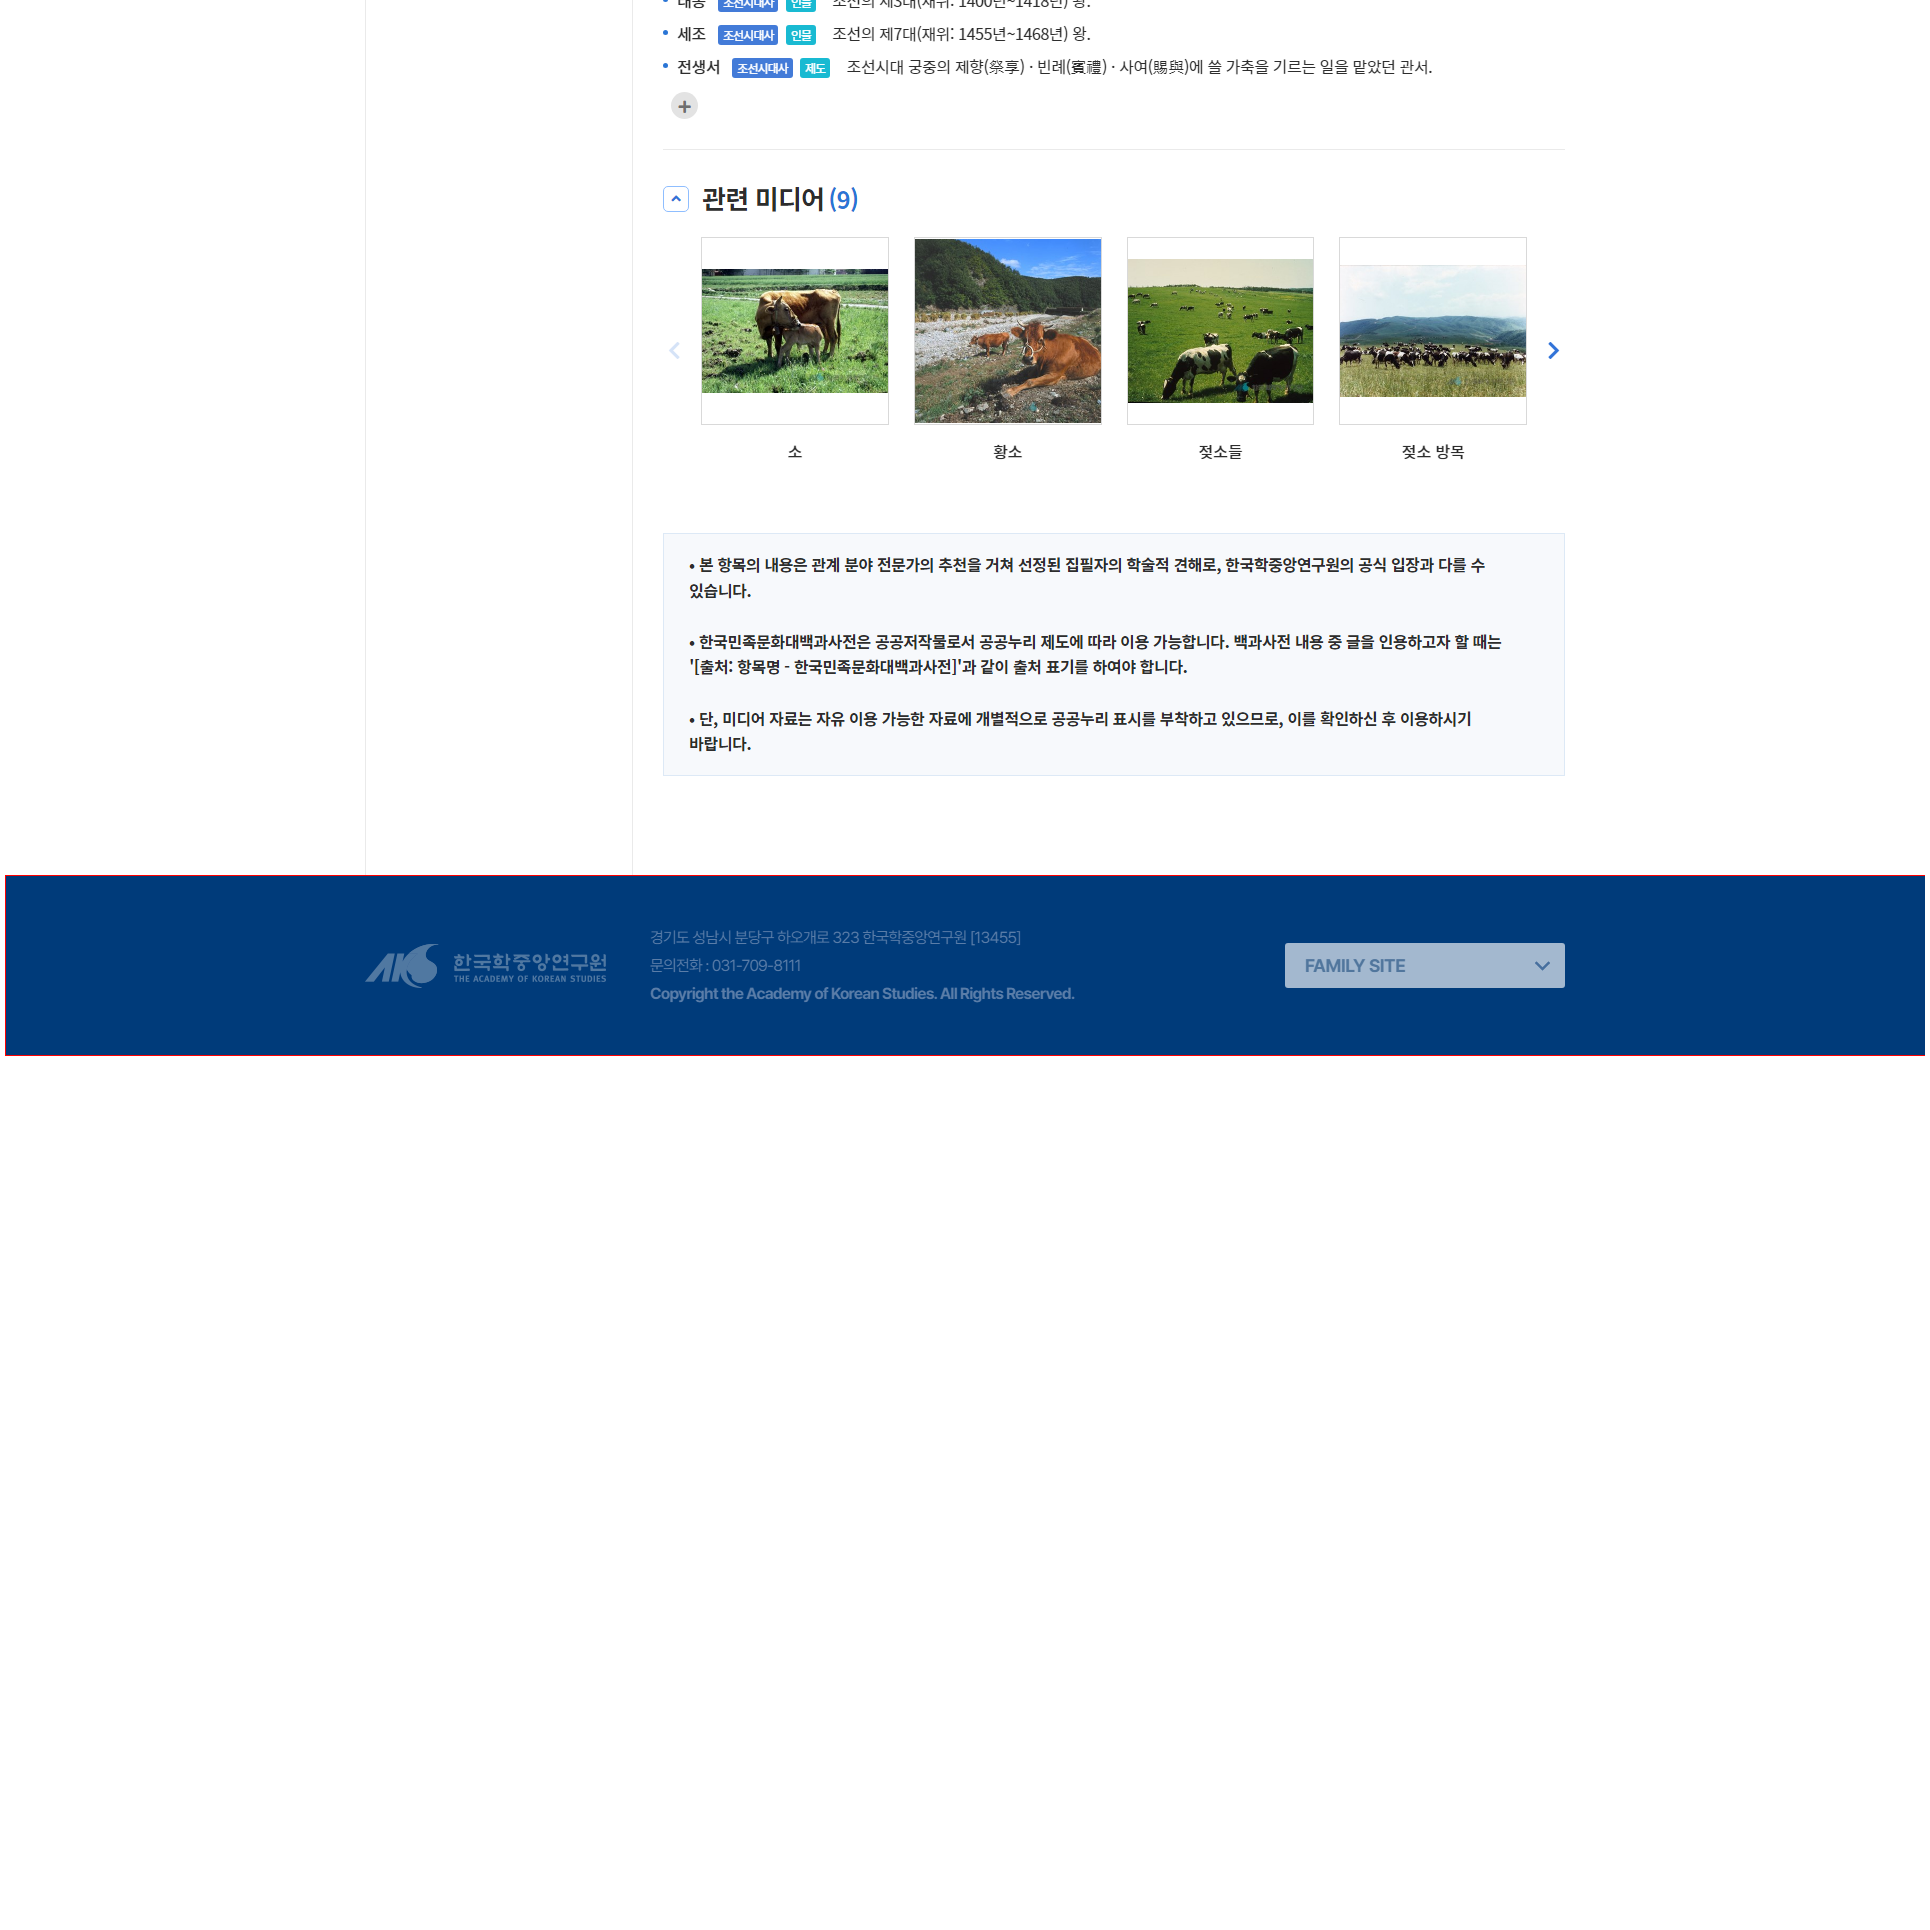 태종 조선시대사 인물 조선의 제3대(재위: 1400년~1418년) 왕.
세조 조선시대사 인물 조선의 제7대(재위: 1455년~1468년) 왕.
전생서 조선시대사 제도 조선시대 궁중의 제향(祭享) · 빈례(賓禮) · 사여(賜與)에 쓸 가축을 기르는 일을 맡았던 관서.
관련 미디어 (9)
소
황소
젖소들
젖소 방목
• 본 항목의 내용은 관계 분야 전문가의 추천을 거쳐 선정된 집필자의 학술적 견해로, 한국학중앙연구원의 공식 입장과 다를 수
있습니다.
• 한국민족문화대백과사전은 공공저작물로서 공공누리 제도에 따라 이용 가능합니다. 백과사전 내용 중 글을 인용하고자 할 때는
'[출처: 항목명 - 한국민족문화대백과사전]'과 같이 출처 표기를 하여야 합니다.
• 단, 미디어 자료는 자유 이용 가능한 자료에 개별적으로 공공누리 표시를 부착하고 있으므로, 이를 확인하신 후 이용하시기
바랍니다.
AKS 한국학중앙연구원
THE ACADEMY OF KOREAN STUDIES
경기도 성남시 분당구 하오개로 323 한국학중앙연구원 [13455]
문의전화 : 031-709-8111
Copyright the Academy of Korean Studies. All Rights Reserved.
FAMILY SITE